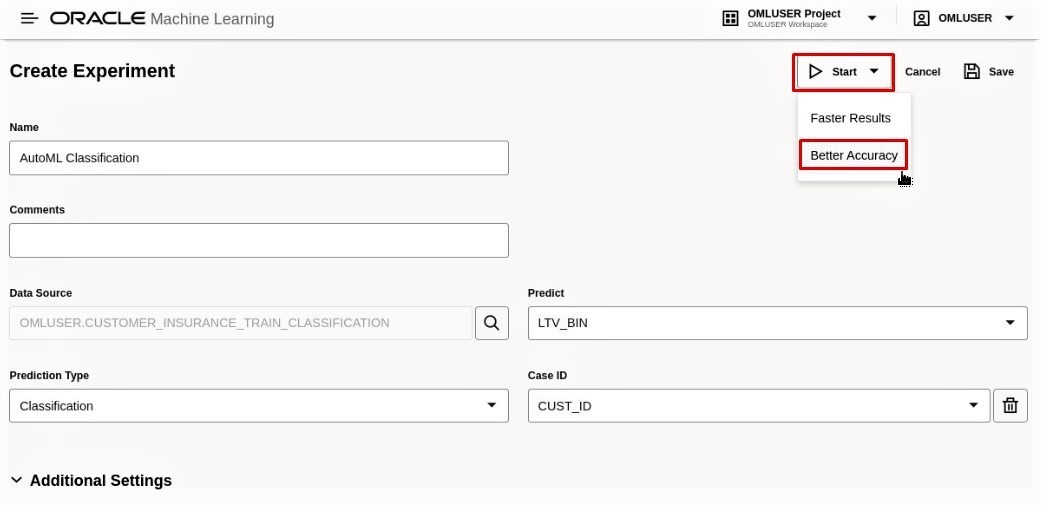 ORACLE Machine Learning
OMLUSER Project
OMLUSER Workspace
OMLUSER
Create Experiment
Start
Cancel
Save
Faster Results
Better Accuracy
Name
AutoML Classification
Comments
Data Source
Predict
OMLUSER.CUSTOMER_INSURANCE_TRAIN_CLASSIFICATION
LTV_BIN
Prediction Type
Case ID
Classification
CUST_ID
Additional Settings